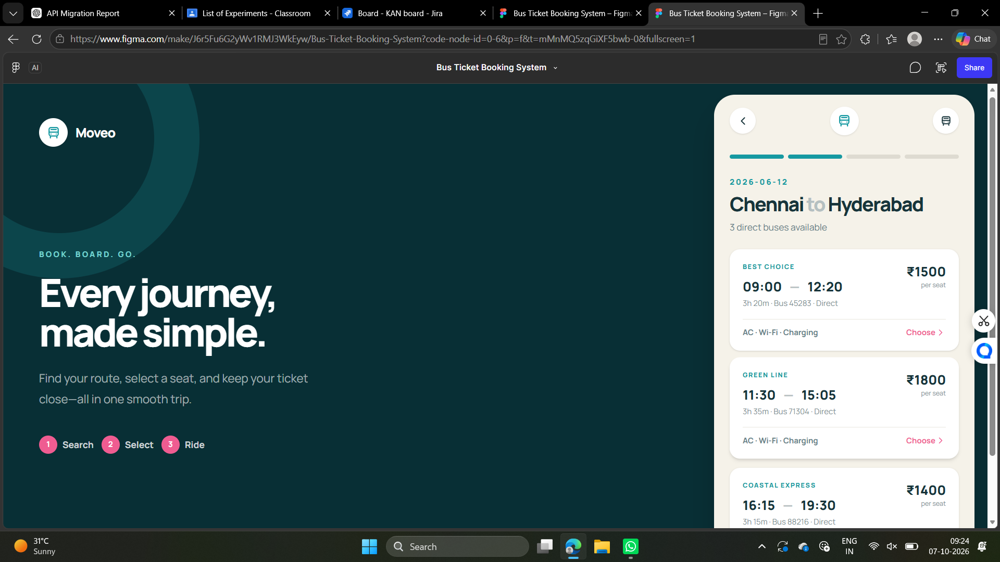 API Migration Report
List of Experiments - Classroom
Board - KAN board - Jira
Bus Ticket Booking System – Figma
Bus Ticket Booking System – Figma
https://www.figma.com/make/J6r5Fu6G2yWv1RMJ3WkEyw/Bus-Ticket-Booking-System?code-node-id=0-6&p=f&t=mMnMQ5zqGiXF5bwb-0&fullscreen=1
Chat
AI
Bus Ticket Booking System
Share
Moveo
BOOK. BOARD. GO.
Every journey,
made simple.
Find your route, select a seat, and keep your ticket
close—all in one smooth trip.
1 Search 2 Select 3 Ride
2026-06-12
Chennai to Hyderabad
3 direct buses available
BEST CHOICE
₹1500
09:00 — 12:20
per seat
3h 20m · Bus 45283 · Direct
AC · Wi-Fi · Charging
Choose
GREEN LINE
₹1800
11:30 — 15:05
per seat
3h 35m · Bus 71304 · Direct
AC · Wi-Fi · Charging
Choose
COASTAL EXPRESS
₹1400
16:15 — 19:30
per seat
3h 15m · Bus 88216 · Direct
31°C
Sunny
Search
ENG
IN
09:24
07-10-2026